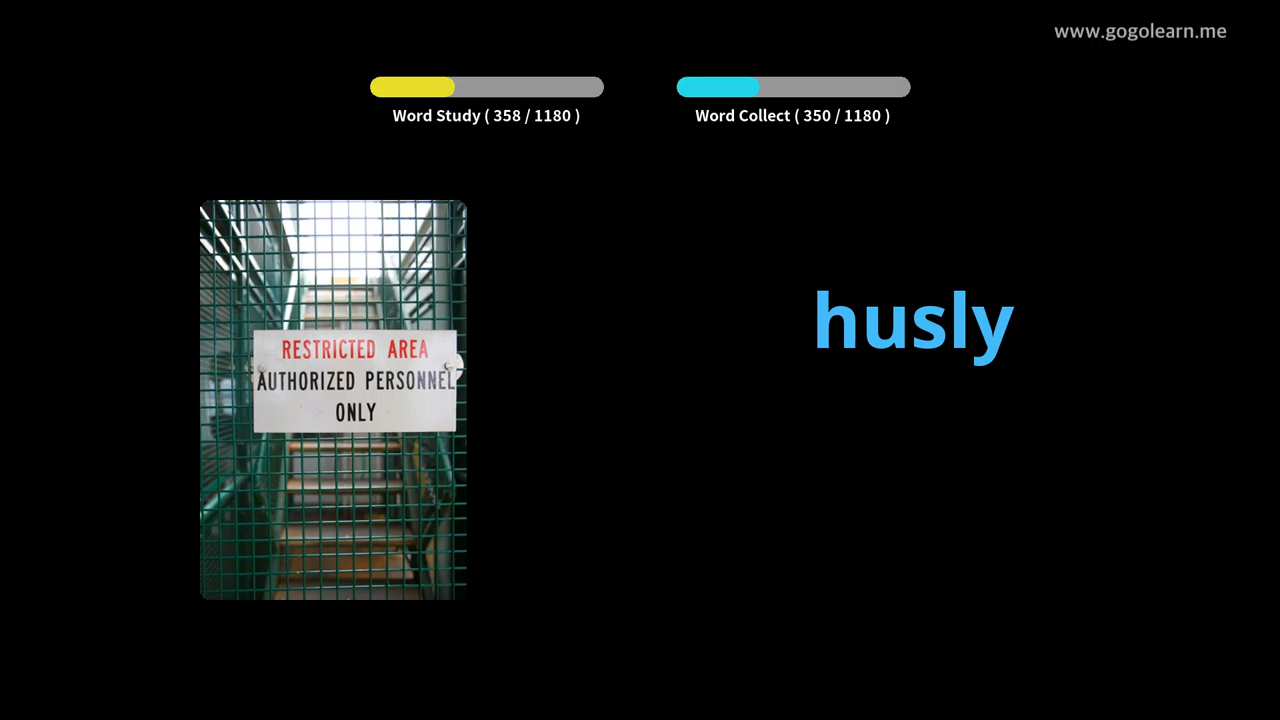 www.gogolearn.me
Word Study ( 358 / 1180 )
Word Collect ( 350 / 1180 )
RESTRICTED AREA
AUTHORIZED PERSONNEL
ONLY
husly